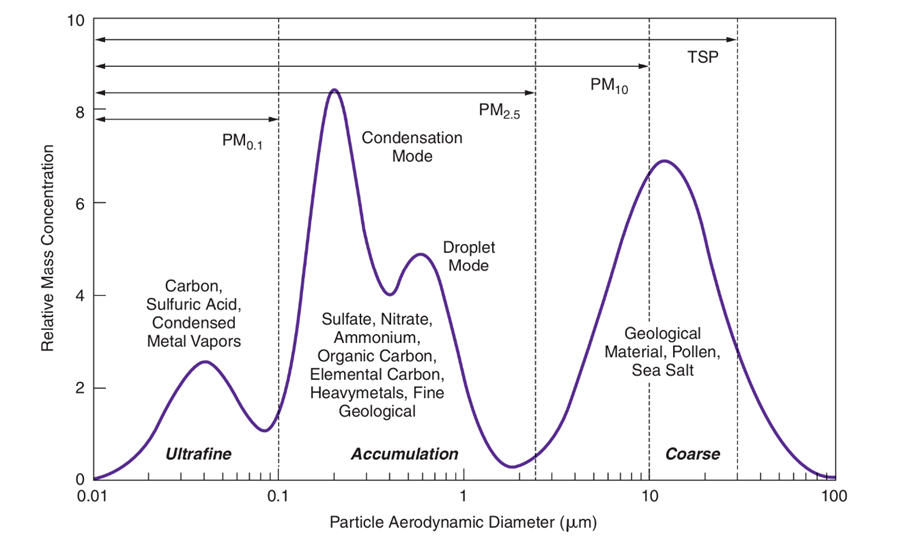 10
8
6
4
2
0
Relative Mass Concentration
TSP
PM10
PM2.5
PM0.1
Condensation
Mode
Droplet
Mode
Carbon,
Sulfuric Acid,
Condensed
Metal Vapors
Sulfate, Nitrate,
Ammonium,
Organic Carbon,
Elemental Carbon,
Heavymetals, Fine
Geological
Geological
Material, Pollen,
Sea Salt
Ultrafine
Accumulation
Coarse
0.01 0.1 1 10 100
Particle Aerodynamic Diameter (μm)